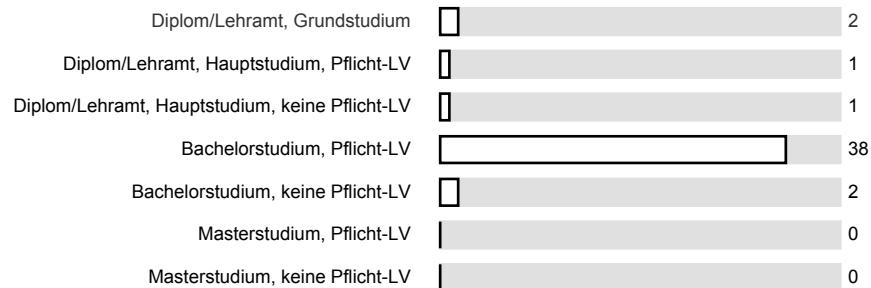 Diplom/Lehramt, Grundstudium 2
Diplom/Lehramt, Hauptstudium, Pflicht-LV 1
Diplom/Lehramt, Hauptstudium, keine Pflicht-LV 1
Bachelorstudium, Pflicht-LV 38
Bachelorstudium, keine Pflicht-LV 2
Masterstudium, Pflicht-LV 0
Masterstudium, keine Pflicht-LV 0